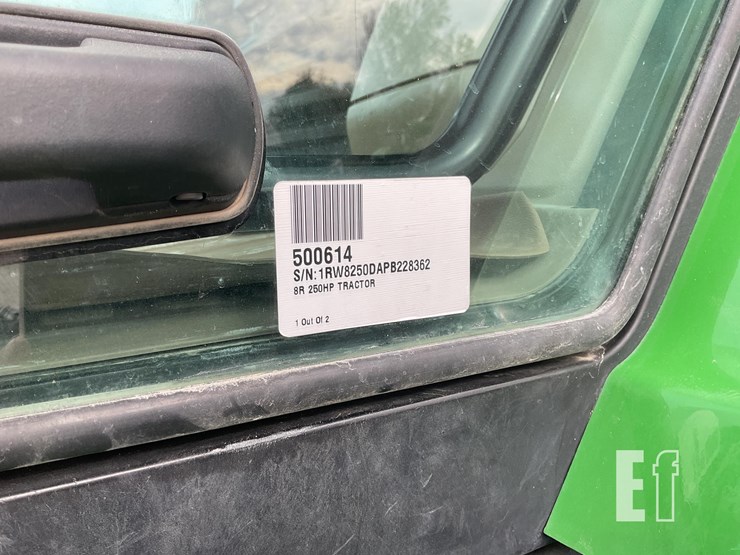 500614
S/N:1RW8250DAPB228362
8R 250HP TRACTOR
1 Out Of 2
Ef